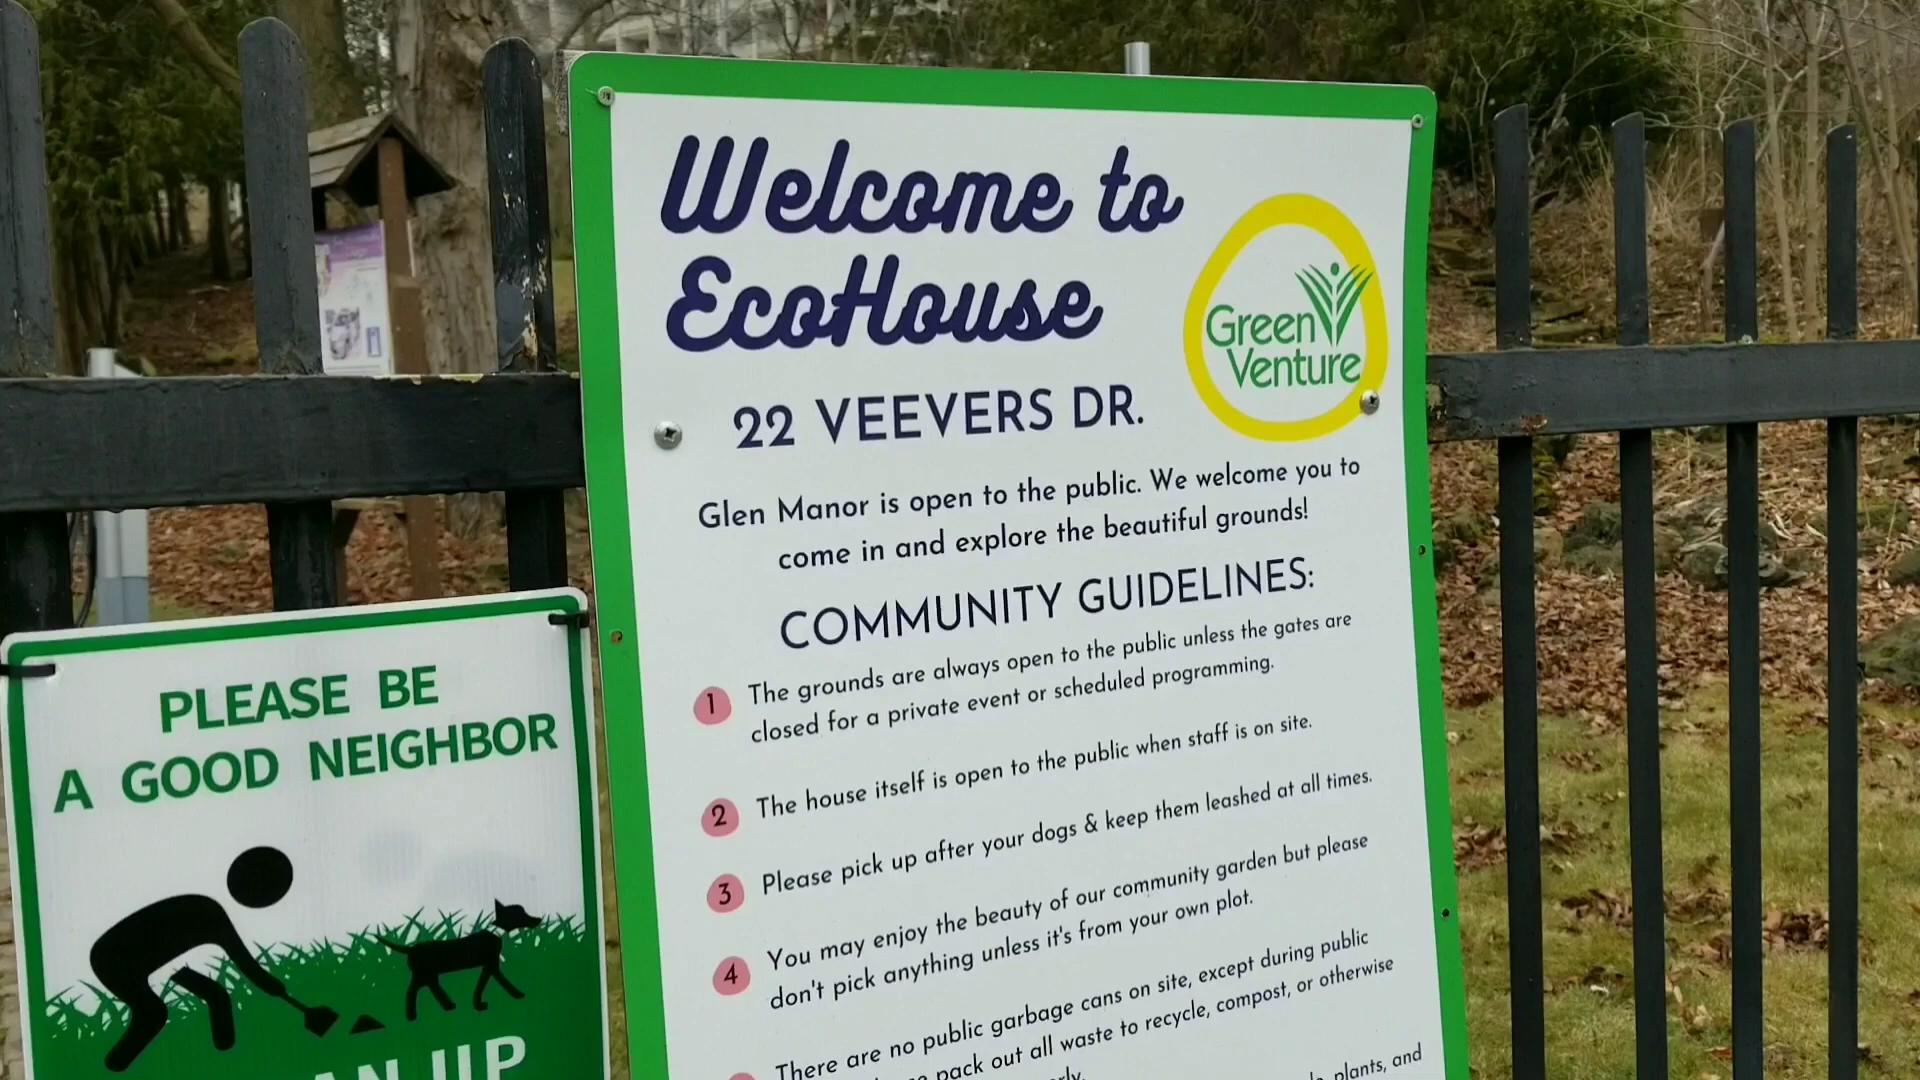 Welcome to
EcoHouse
Green
Venture
22 VEEVERS DR.
Glen Manor is open to the public. We welcome you to
come in and explore the beautiful grounds!
COMMUNITY GUIDELINES:
1 The grounds are always open to the public unless the gates are
closed for a private event or scheduled programming.
2 The house itself is open to the public when staff is on site.
3 Please pick up after your dogs & keep them leashed at all times.
4 You may enjoy the beauty of our community garden but please
don't pick anything unless it's from your own plot.
There are no public garbage cans on site, except during public
pack out all waste to recycle, compost, or otherwise
plants, and
PLEASE BE
A GOOD NEIGHBOR
UP